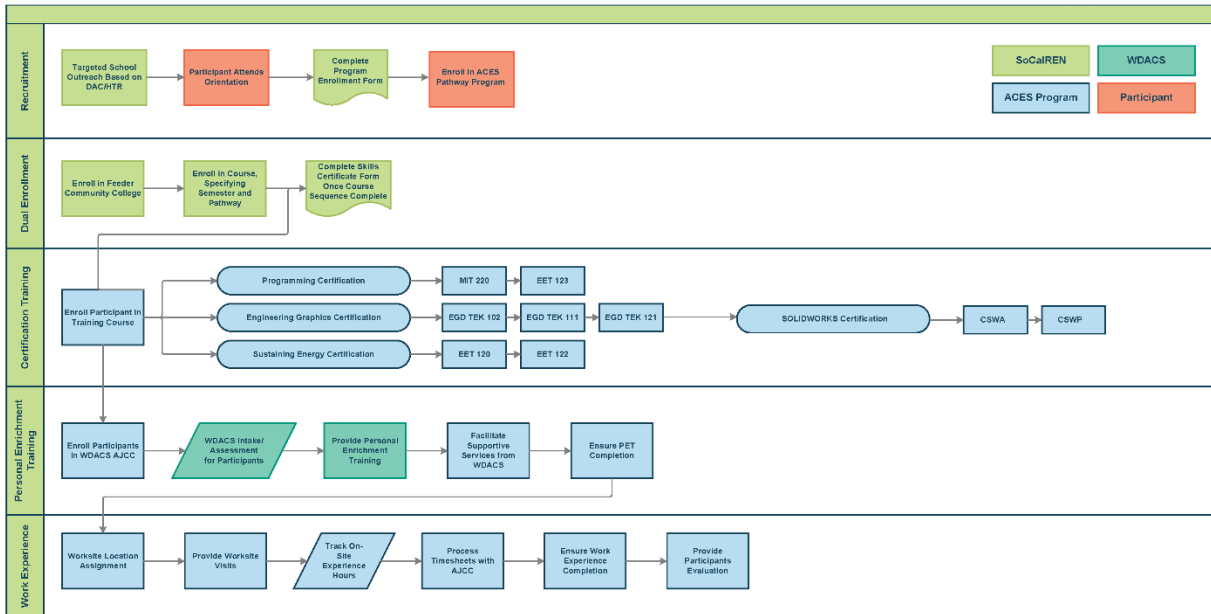 Recruitment
Targeted School
Outreach Based on
DAC/HTR
Participant Attends
Orientation
Complete
Program
Enrollment Form
Enroll in ACES
Pathway Program
SoCalREN
WDACS
ACES Program
Participant
Dual Enrollment
Enroll in Feeder
Community College
Enroll in Course,
Specifying
Semester and
Pathway
Complete Skills
Certificate Form
Once Course
Sequence Complete
Certification Training
Enroll Participant in
Training Course
Programming Certification
MIT 220
EET 123
Engineering Graphics Certification
EGD TEK 102
EGD TEK 111
EGD TEK 121
SOLIDWORKS Certification
CSWA
CSWP
Sustaining Energy Certification
EET 120
EET 122
Personal Enrichment
Training
Enroll Participants
in WDACS AJCC
WDACS Intake/
Assessment
for Participants
Provide Personal
Enrichment
Training
Facilitate
Supportive
Services from
WDACS
Ensure PET
Completion
Work Experience
Worksite Location
Assignment
Provide Worksite
Visits
Track On-
Site
Experience
Hours
Process
Timesheets with
AJCC
Ensure Work
Experience
Completion
Provide
Participants
Evaluation